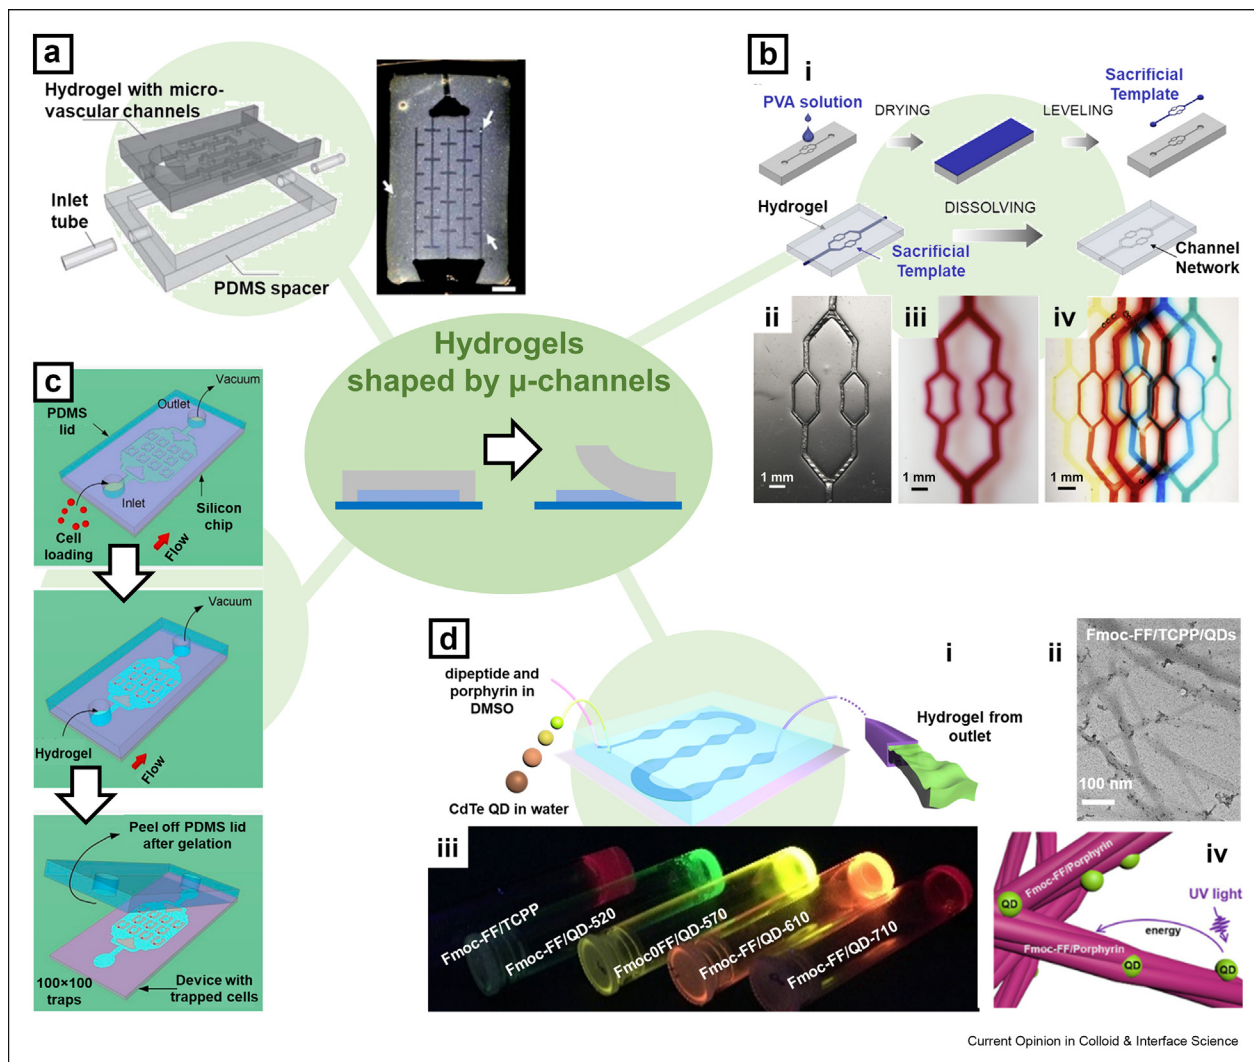 a
Hydrogel with micro-
vascular channels
Inlet
tube
PDMS spacer
b
i
PVA solution
DRYING
LEVELING
Sacrificial
Template
Hydrogel
DISSOLVING
Sacrificial
Template
Channel
Network
ii
1 mm
iii
1 mm
iv
1 mm
Hydrogels
shaped by µ-channels
c
Vacuum
Outlet
PDMS
lid
Inlet
Silicon
chip
Cell
loading
Flow
Vacuum
Hydrogel
Flow
Peel off PDMS lid
after gelation
100×100
traps
Device with
trapped cells
d
i
dipeptide and
porphyrin in
DMSO
CdTe QD in water
Hydrogel from
outlet
ii
Fmoc-FF/TCPP/QDs
100 nm
iii
Fmoc-FF/TCPP
Fmoc-FF/QD-520
Fmoc0FF/QD-570
Fmoc-FF/QD-610
Fmoc-FF/QD-710
iv
Fmoc-FF/Porphyrin
QD
UV light
energy
Fmoc-FF/Porphyrin
QD
QD
Current Opinion in Colloid & Interface Science